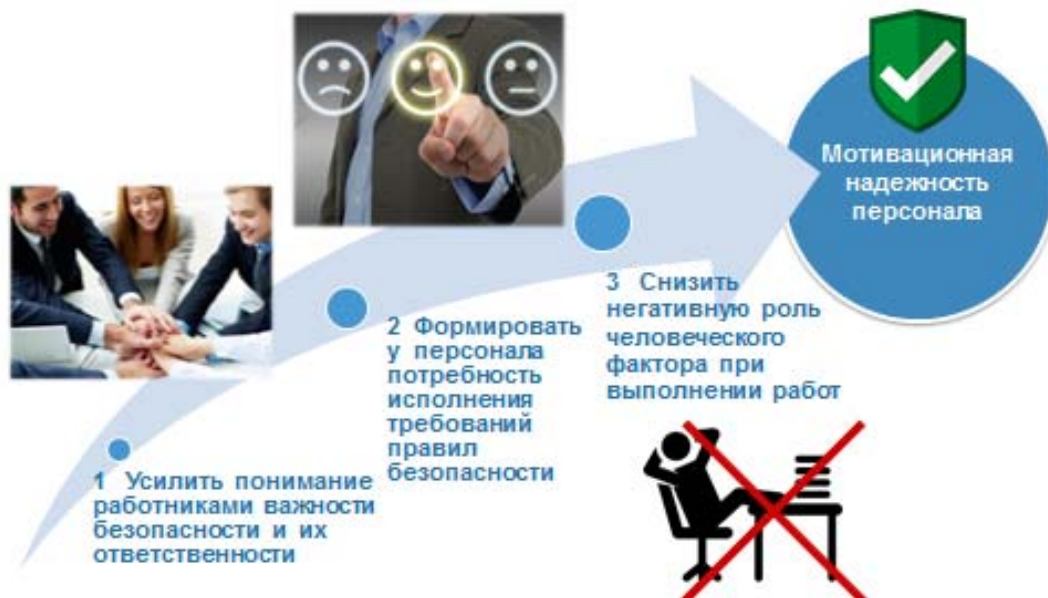 Мотивационная
надежность
персонала
3 Снизить
негативную роль
человеческого
фактора при
выполнении работ
2 Формировать
у персонала
потребность
исполнения
требований
правил
безопасности
1 Усилить понимание
работниками важности
безопасности и их
ответственности